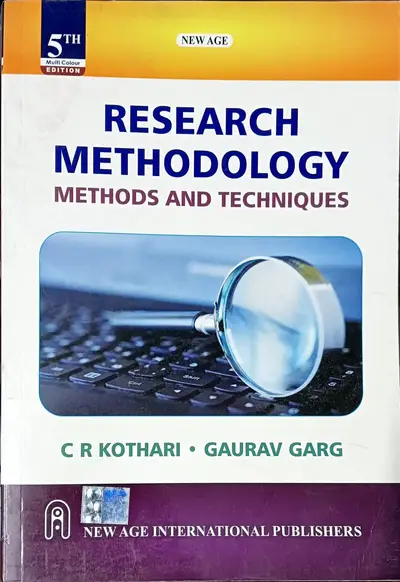 5TH
Multi Colour
EDITION
NEW AGE
RESEARCH
METHODOLOGY
METHODS AND TECHNIQUES
C R KOTHARI • GAURAV GARG
NEW AGE INTERNATIONAL PUBLISHERS